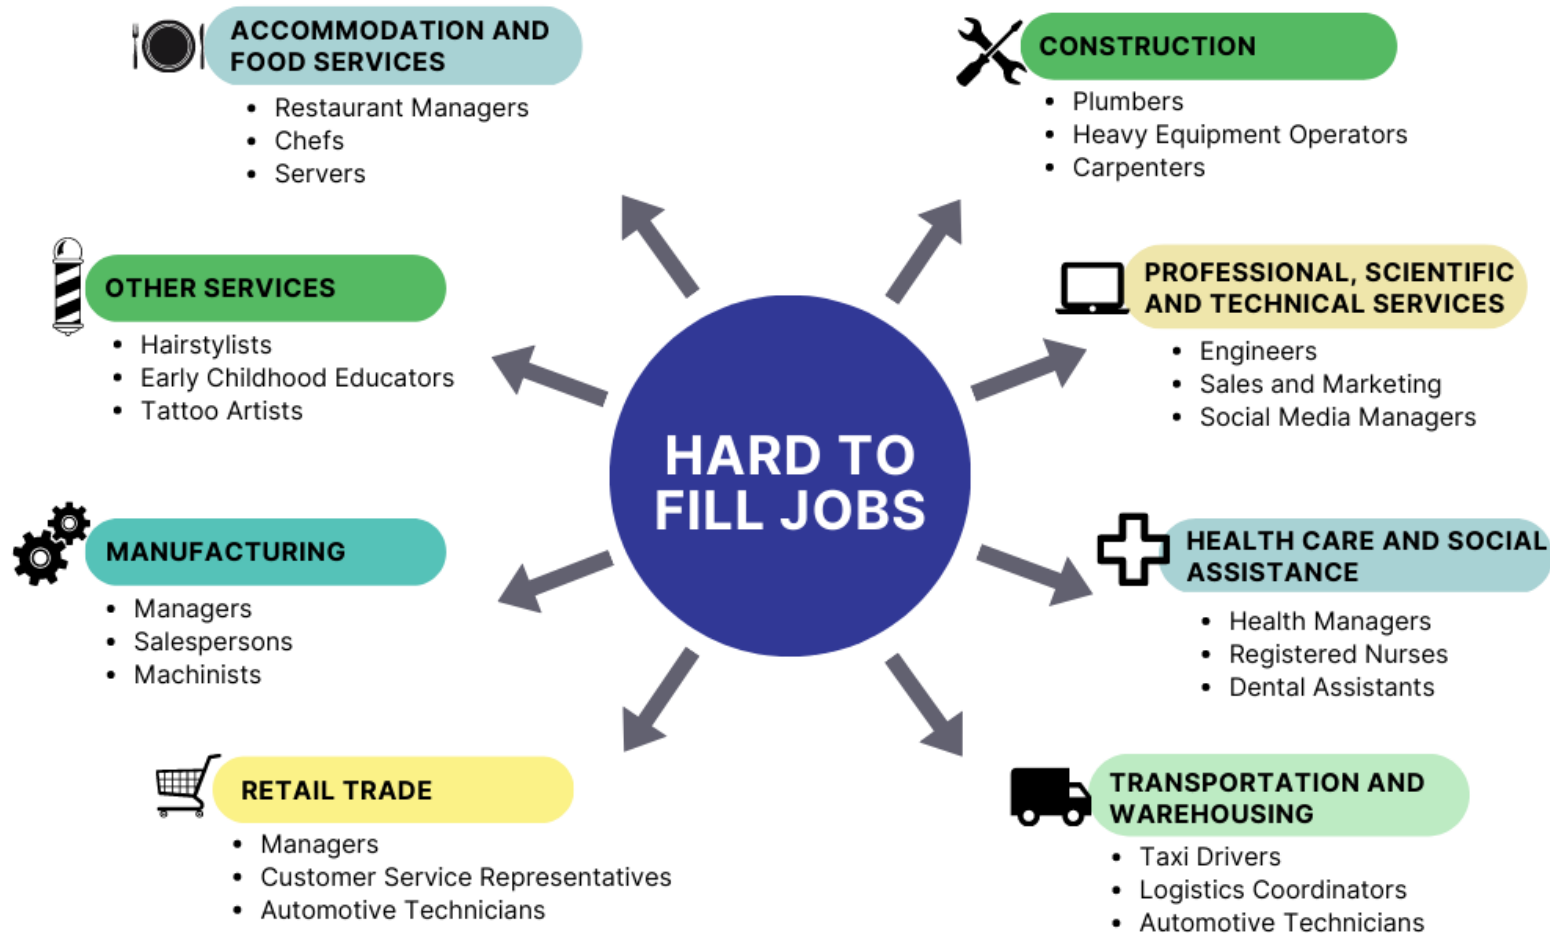 ACCOMMODATION AND
FOOD SERVICES
• Restaurant Managers
• Chefs
• Servers
CONSTRUCTION
• Plumbers
• Heavy Equipment Operators
• Carpenters
OTHER SERVICES
• Hairstylists
• Early Childhood Educators
• Tattoo Artists
PROFESSIONAL, SCIENTIFIC
AND TECHNICAL SERVICES
• Engineers
• Sales and Marketing
• Social Media Managers
HARD TO
FILL JOBS
MANUFACTURING
• Managers
• Salespersons
• Machinists
HEALTH CARE AND SOCIAL
ASSISTANCE
• Health Managers
• Registered Nurses
• Dental Assistants
RETAIL TRADE
• Managers
• Customer Service Representatives
• Automotive Technicians
TRANSPORTATION AND
WAREHOUSING
• Taxi Drivers
• Logistics Coordinators
• Automotive Technicians